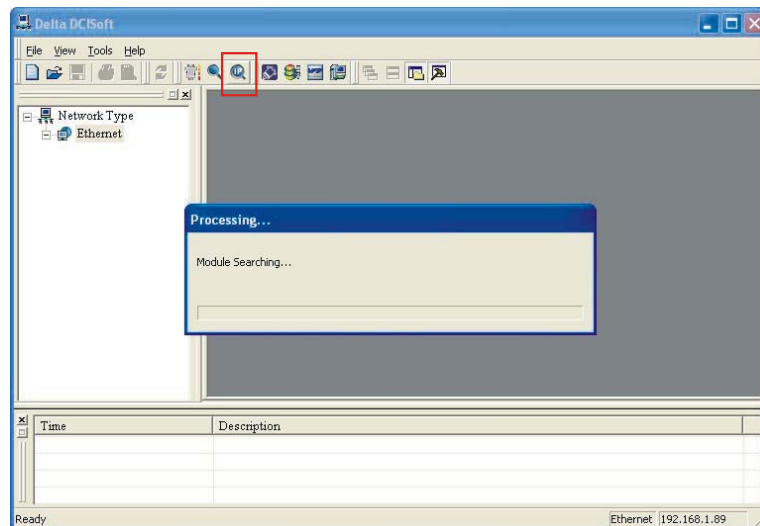 Delta DCISoft
File View Tools Help
IP
Network Type
Ethernet
Processing...
Module Searching...
Time Description
Ready Ethernet 192.168.1.89